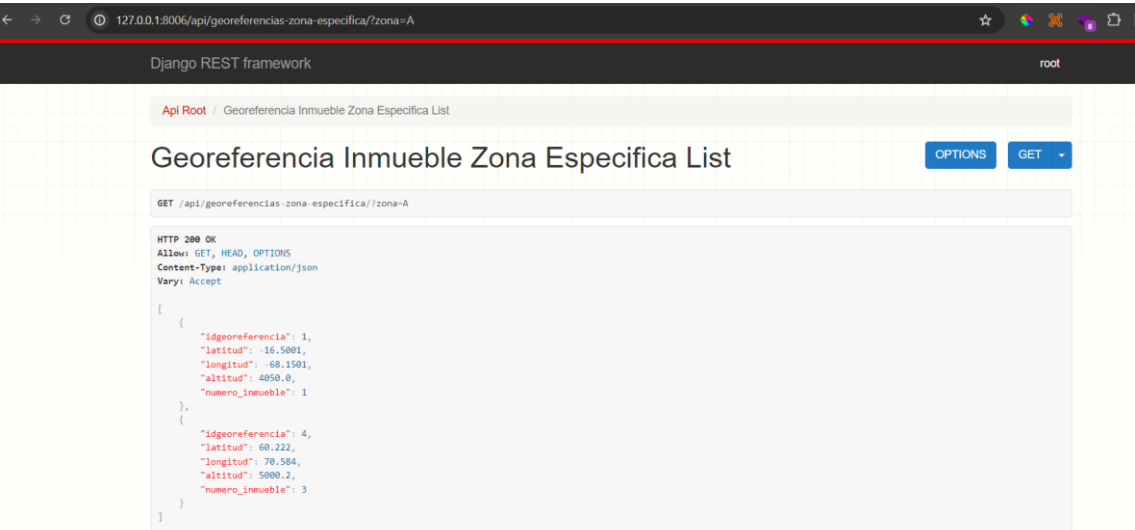 127.0.0.1:8006/api/georeferencias-zona-especifica/?zona=A
8
Django REST framework
root
Api Root / Georeferencia Inmueble Zona Especifica List
Georeferencia Inmueble Zona Especifica List
OPTIONS
GET
GET /api/georeferencias-zona-especifica/?zona=A
HTTP 200 OK
Allow: GET, HEAD, OPTIONS
Content-Type: application/json
Vary: Accept
[
{
"idgeoreferencia": 1,
"latitud": -16.5001,
"longitud": -68.1501,
"altitud": 4050.0,
"numero_inmueble": 1
},
{
"idgeoreferencia": 4,
"latitud": 60.222,
"longitud": 70.584,
"altitud": 5000.2,
"numero_inmueble": 3
}
]